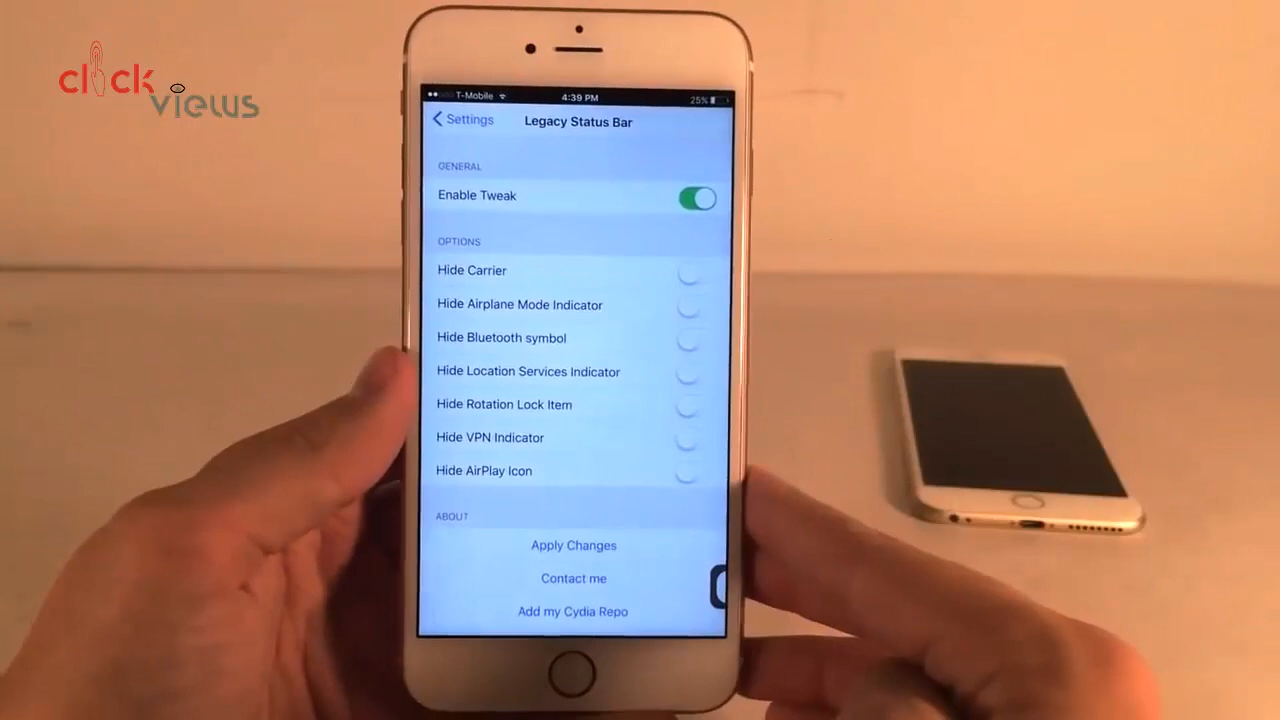 click
views
T-Mobile 4:39 PM 25%
Settings Legacy Status Bar
GENERAL
Enable Tweak
OPTIONS
Hide Carrier
Hide Airplane Mode Indicator
Hide Bluetooth symbol
Hide Location Services Indicator
Hide Rotation Lock Item
Hide VPN Indicator
Hide AirPlay Icon
ABOUT
Apply Changes
Contact me
Add my Cydia Repo